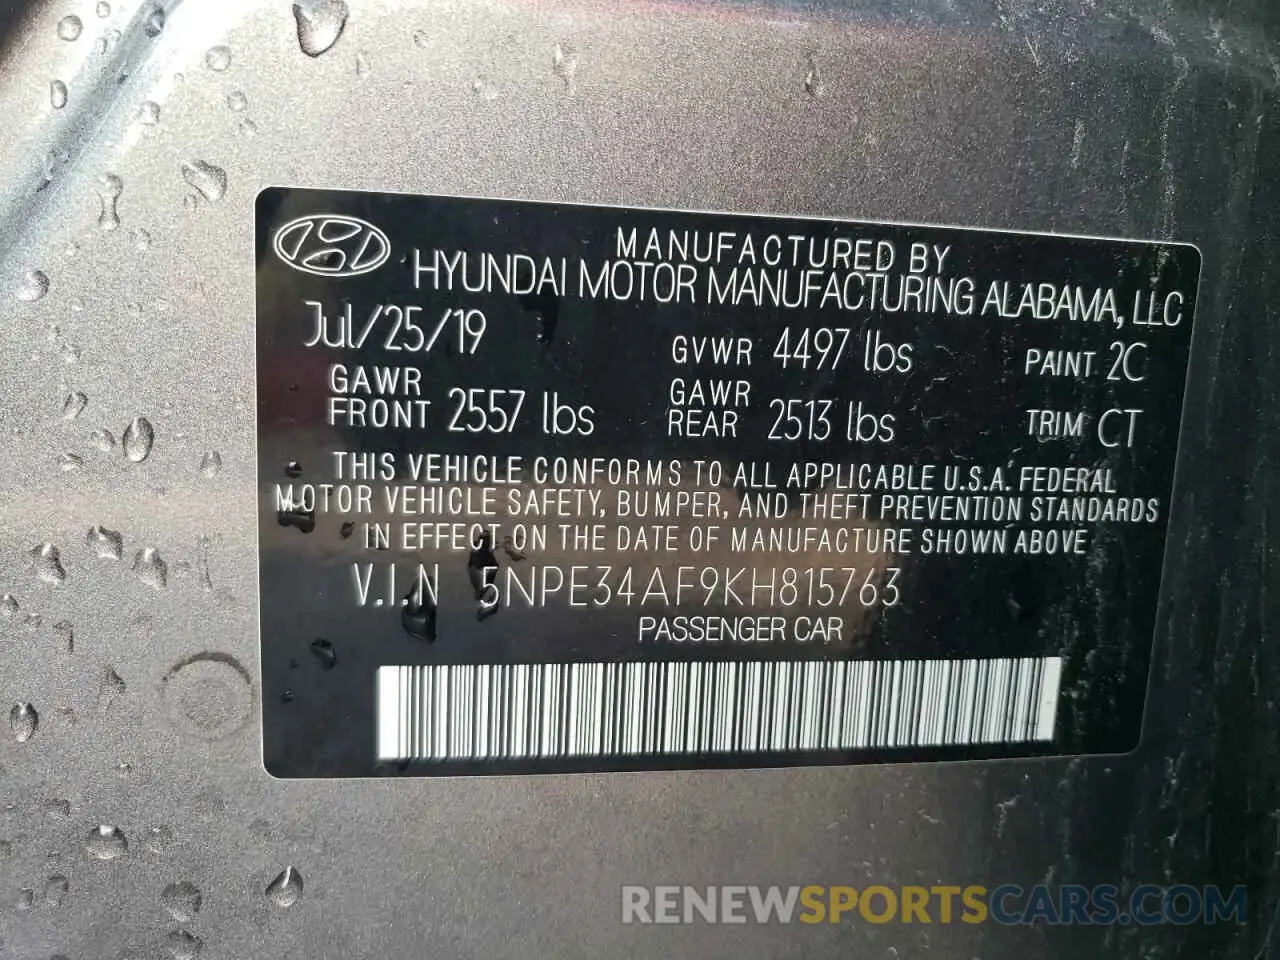 MANUFACTURED BY
HYUNDAI MOTOR MANUFACTURING ALABAMA, LLC
Jul/25/19 GVWR 4497 lbs PAINT 2C
GAWR FRONT 2557 lbs GAWR REAR 2513 lbs TRIM CT
THIS VEHICLE CONFORMS TO ALL APPLICABLE U.S.A. FEDERAL
MOTOR VEHICLE SAFETY, BUMPER, AND THEFT PREVENTION STANDARDS
IN EFFECT ON THE DATE OF MANUFACTURE SHOWN ABOVE
V.I.N 5NPE34AF9KH815763
PASSENGER CAR
RENEWSPORTSCARS.COM